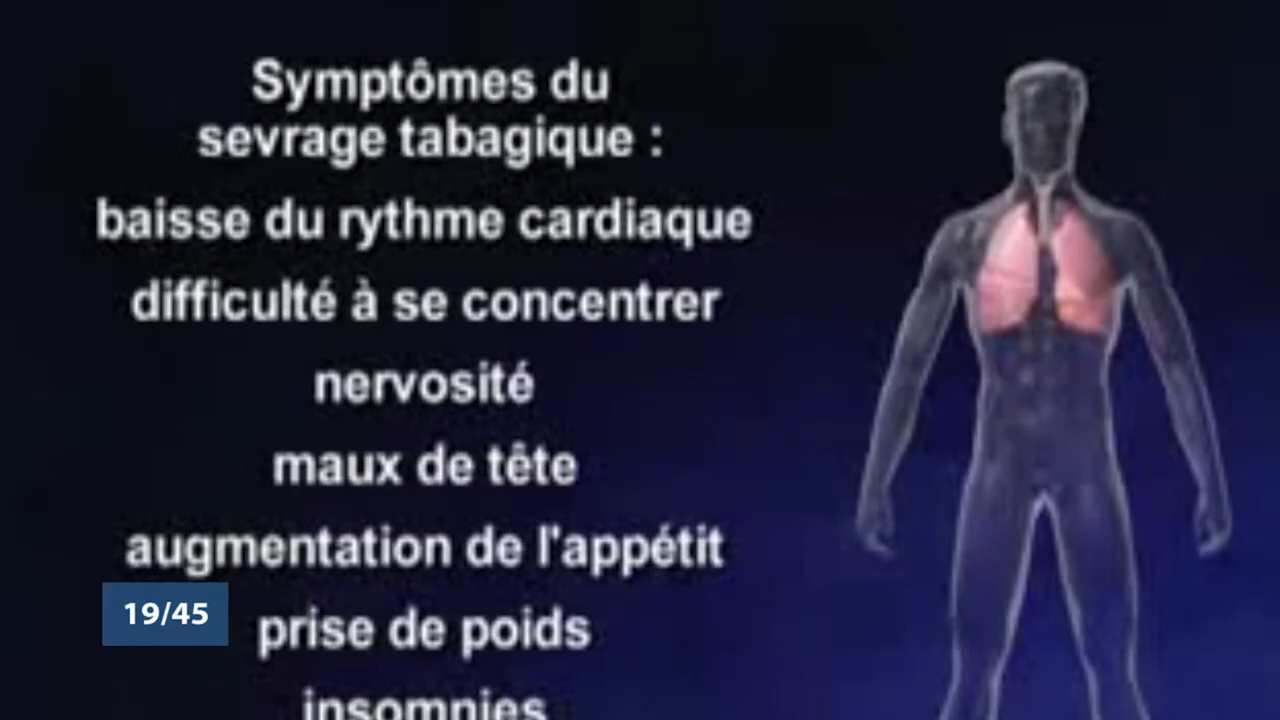 Symptômes du
sevrage tabagique :
baisse du rythme cardiaque
difficulté à se concentrer
nervosité
maux de tête
augmentation de l'appétit
19/45
prise de poids
insomnies